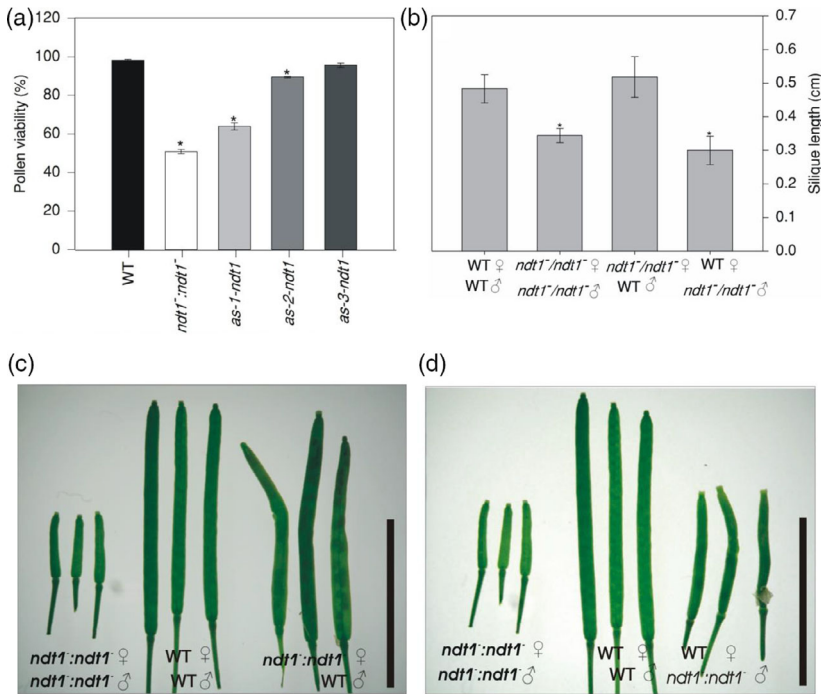 (a)
120
100
80
60
40
20
0
Pollen viability (%)
*
*
*
WT
ndt1⁻:ndt1⁻
as-1-ndt1
as-2-ndt1
as-3-ndt1
(b)
0.7
0.6
0.5
0.4
0.3
0.2
0.1
0.0
Silique length (cm)
*
*
WT ♀ ndt1⁻/ndt1⁻ ♀ ndt1⁻/ndt1⁻ ♀ WT ♀
WT ♂ ndt1⁻/ndt1⁻ ♂ WT ♂ ndt1⁻/ndt1⁻ ♂
(c)
ndt1⁻:ndt1⁻ ♀ WT ♀ ndt1⁻:ndt1⁻ ♀
ndt1⁻:ndt1⁻ ♂ WT ♂ WT ♂
(d)
ndt1⁻:ndt1⁻ ♀ WT ♀ WT ♀
ndt1⁻:ndt1⁻ ♂ WT ♂ ndt1⁻:ndt1⁻ ♂